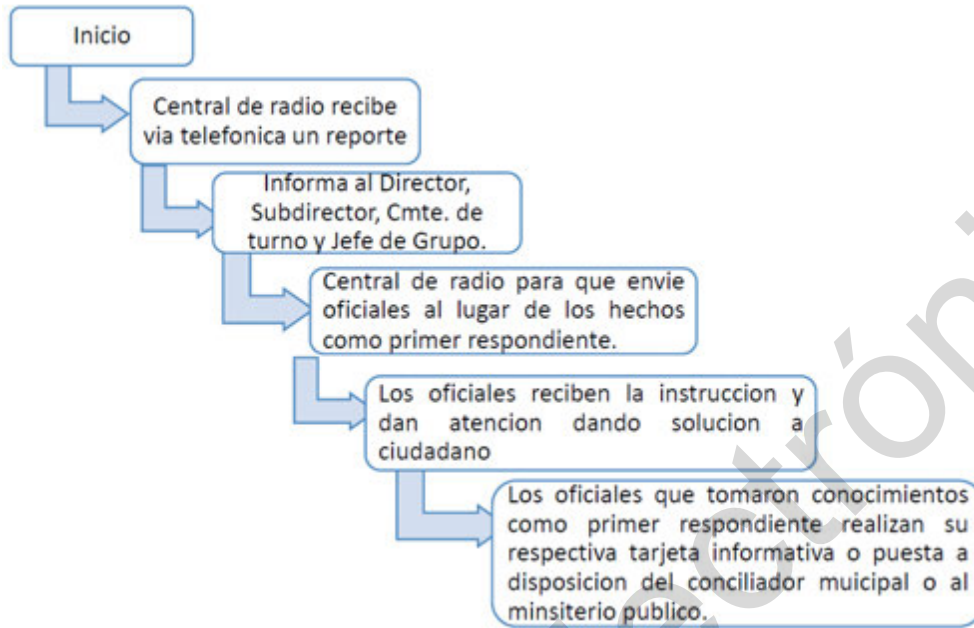 Inicio
Central de radio recibe
via telefonica un reporte
Informa al Director,
Subdirector, Cmte. de
turno y Jefe de Grupo.
Central de radio para que envie
oficiales al lugar de los hechos
como primer respondiente.
Los oficiales reciben la instruccion y
dan atencion dando solucion a
ciudadano
Los oficiales que tomaron conocimientos
como primer respondiente realizan su
respectiva tarjeta informativa o puesta a
disposicion del conciliador muicipal o al
minsiterio publico.